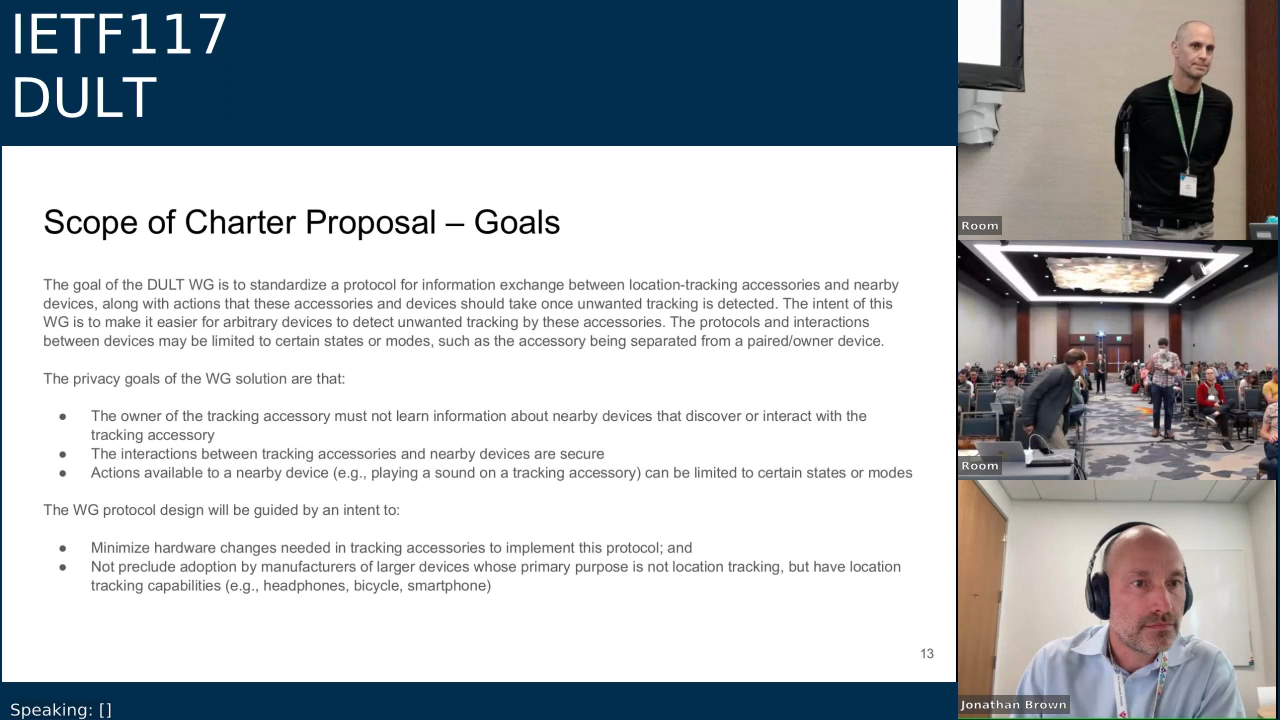 IETF117
DULT
Scope of Charter Proposal – Goals
The goal of the DULT WG is to standardize a protocol for information exchange between location-tracking accessories and nearby
devices, along with actions that these accessories and devices should take once unwanted tracking is detected. The intent of this
WG is to make it easier for arbitrary devices to detect unwanted tracking by these accessories. The protocols and interactions
between devices may be limited to certain states or modes, such as the accessory being separated from a paired/owner device.
The privacy goals of the WG solution are that:
● The owner of the tracking accessory must not learn information about nearby devices that discover or interact with the
tracking accessory
● The interactions between tracking accessories and nearby devices are secure
● Actions available to a nearby device (e.g., playing a sound on a tracking accessory) can be limited to certain states or modes
The WG protocol design will be guided by an intent to:
● Minimize hardware changes needed in tracking accessories to implement this protocol; and
● Not preclude adoption by manufacturers of larger devices whose primary purpose is not location tracking, but have location
tracking capabilities (e.g., headphones, bicycle, smartphone)
13
Speaking: []
Room
Room
Jonathan Brown